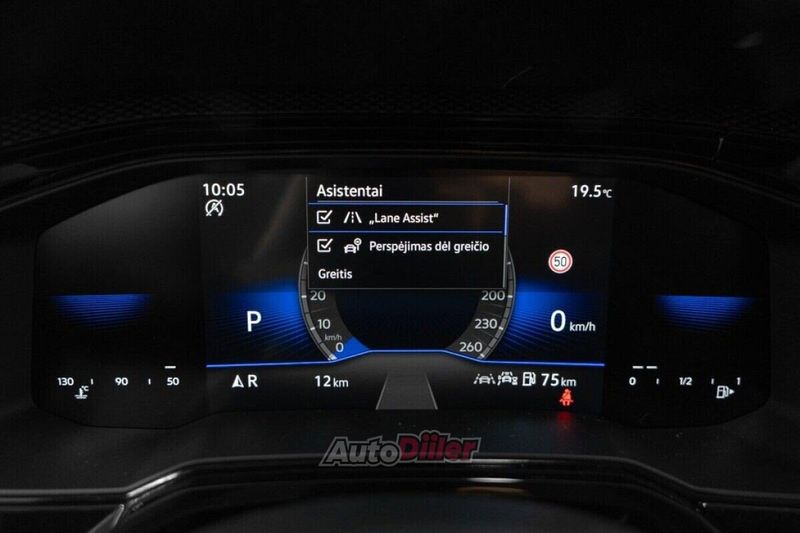 10:05
Asistentai
19.5°C
„Lane Assist“
Perspėjimas dėl greičio
Greitis
50
20
200
P
10
km/h
230
0 km/h
0
260
130 90 50
°C
R
12 km
75 km
0 1/2 1
AutoDiiler